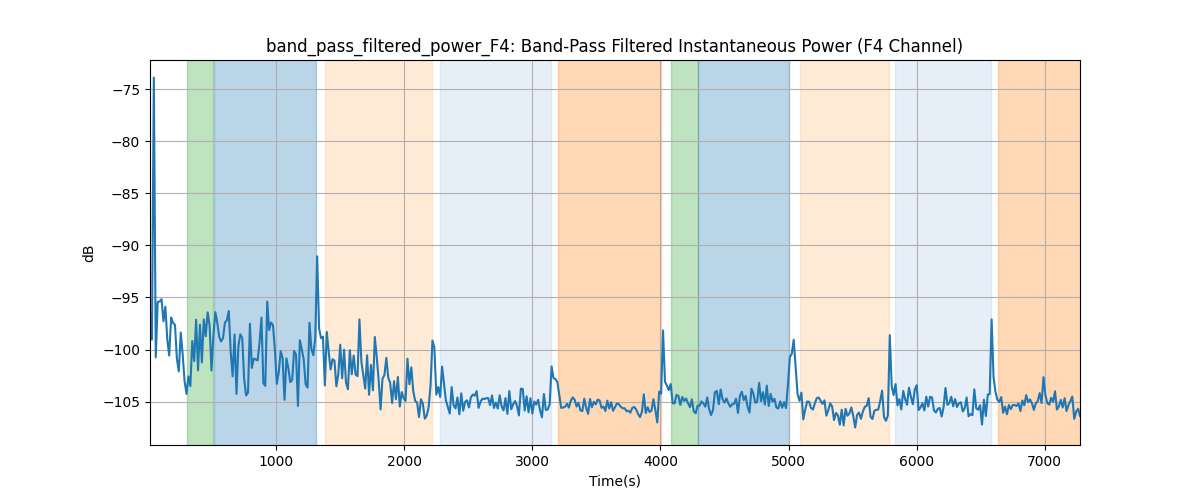 band_pass_filtered_power_F4: Band-Pass Filtered Instantaneous Power (F4 Channel)
−75
−80
−85
−90
−95
−100
−105
dB
1000 2000 3000 4000 5000 6000 7000
Time(s)